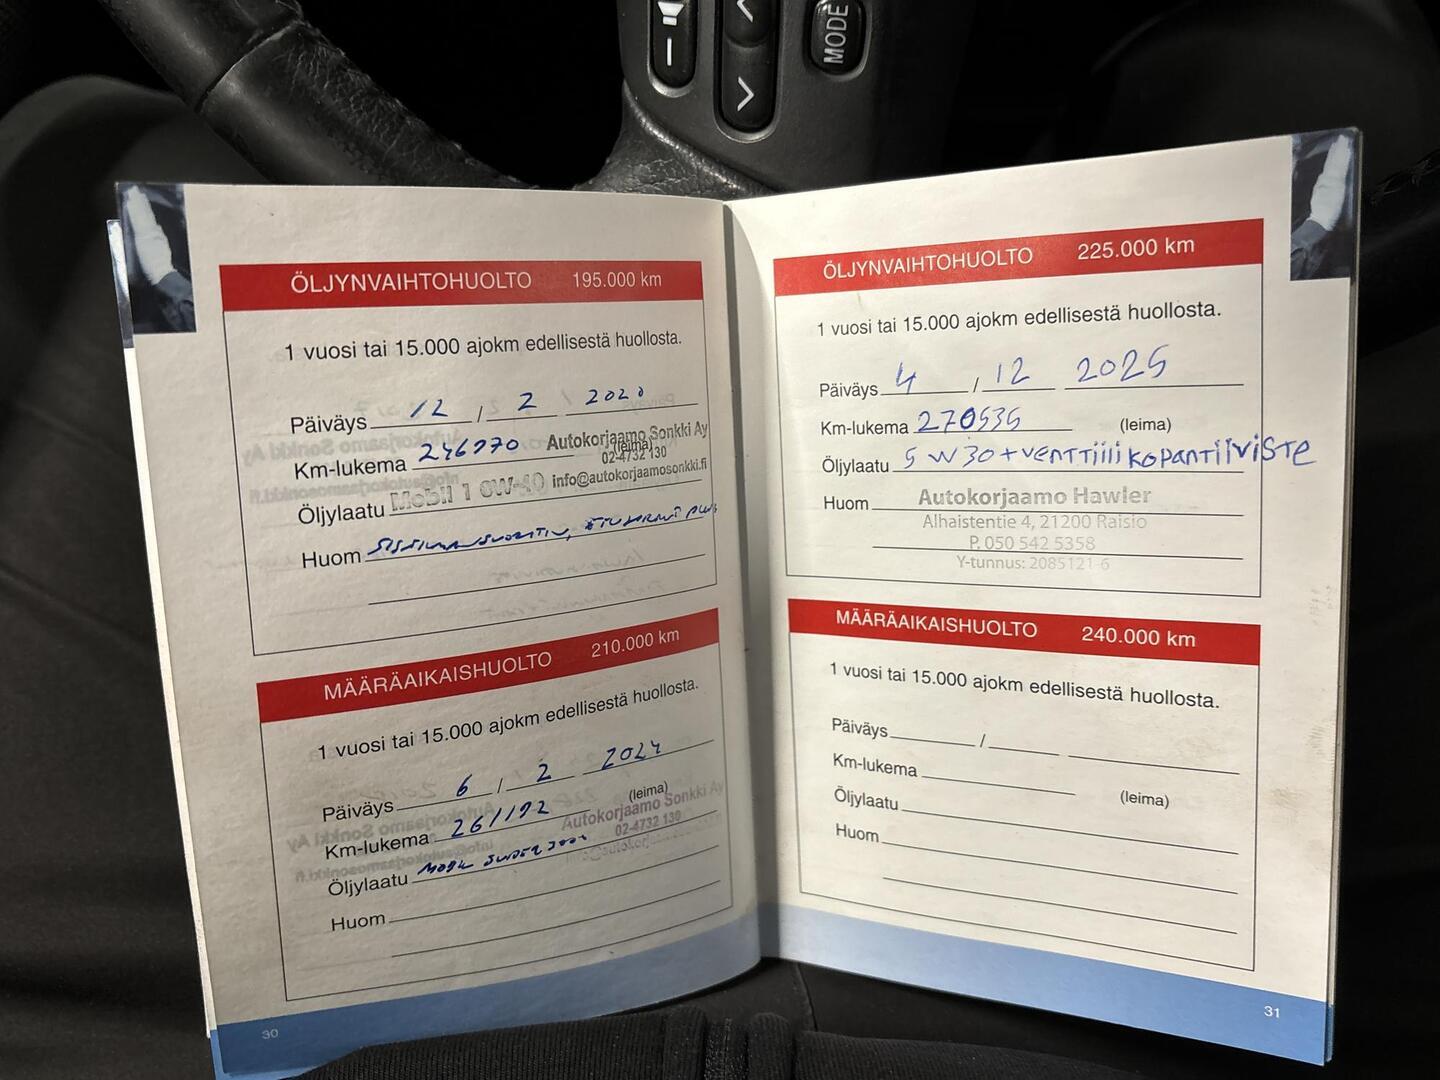 MODE
ÖLJYNVAIHTOHUOLTO 195.000 km
1 vuosi tai 15.000 ajokm edellisestä huollosta.
Päiväys 12 / 2 2020
Km-lukema 246770 (leima)
Autokorjaamo Sonkki Ay
02-4732 130
info@autokorjaamosonkki.fi
Öljylaatu Mobil 1 0W-40
Huom
MÄÄRÄAIKAISHUOLTO 210.000 km
1 vuosi tai 15.000 ajokm edellisestä huollosta.
Päiväys 6 / 2 2024
Km-lukema 261192 (leima)
Autokorjaamo Sonkki Ay
02-4732 130
Öljylaatu
Huom
30
ÖLJYNVAIHTOHUOLTO 225.000 km
1 vuosi tai 15.000 ajokm edellisestä huollosta.
Päiväys 4 / 12 2025
Km-lukema 270535 (leima)
Öljylaatu 5W30+venttiilikopantiiviste
Huom
Autokorjaamo Hawler
Alhaistentie 4, 21200 Raisio
P. 050 542 5358
Y-tunnus: 2085121-6
MÄÄRÄAIKAISHUOLTO 240.000 km
1 vuosi tai 15.000 ajokm edellisestä huollosta.
Päiväys /
Km-lukema
(leima)
Öljylaatu
Huom
31